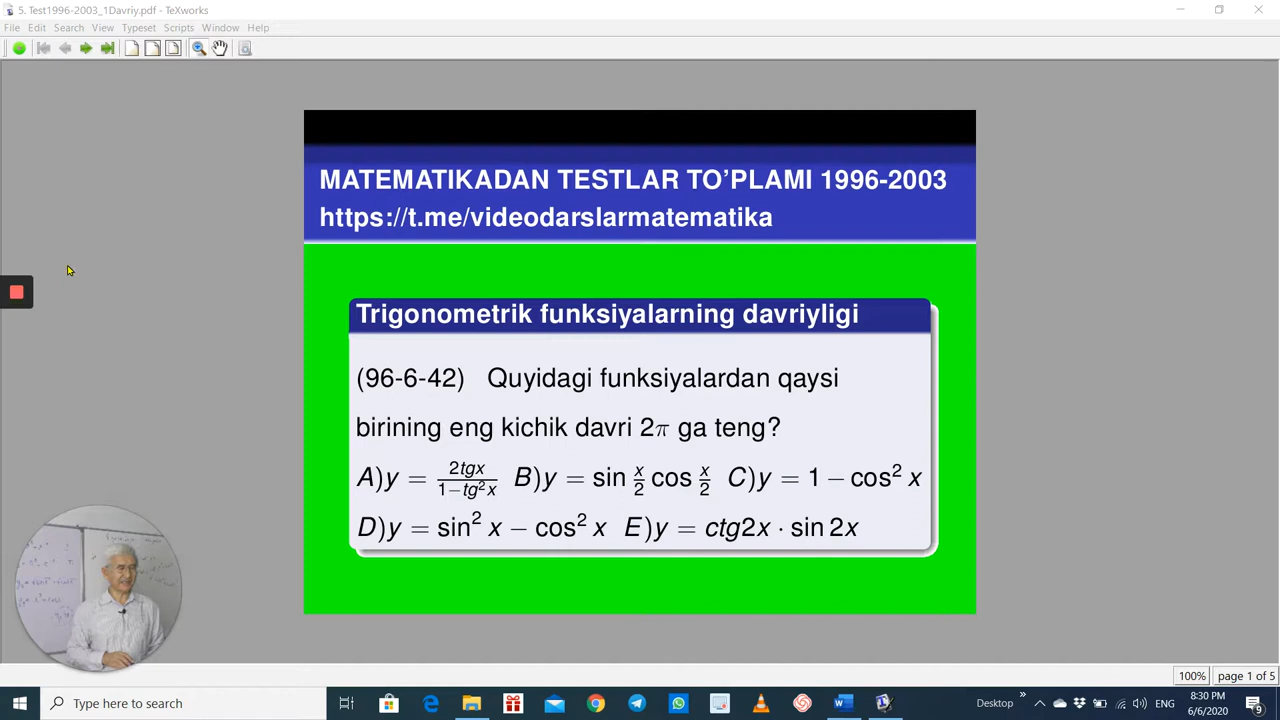 5. Test1996-2003_1Davriy.pdf - TeXworks
File Edit Search View Typeset Scripts Window Help
MATEMATIKADAN TESTLAR TO'PLAMI 1996-2003
https://t.me/videodarslarmatematika
Trigonometrik funksiyalarning davriyligi
(96-6-42) Quyidagi funksiyalardan qaysi
birining eng kichik davri 2π ga teng?
A)y = 2tgx/1−tg²x B)y = sin x/2 cos x/2 C)y = 1 − cos² x
D)y = sin² x − cos² x E)y = ctg2x · sin 2x
100% page 1 of 5
Type here to search
Desktop
»
ENG
8:30 PM
6/6/2020
9